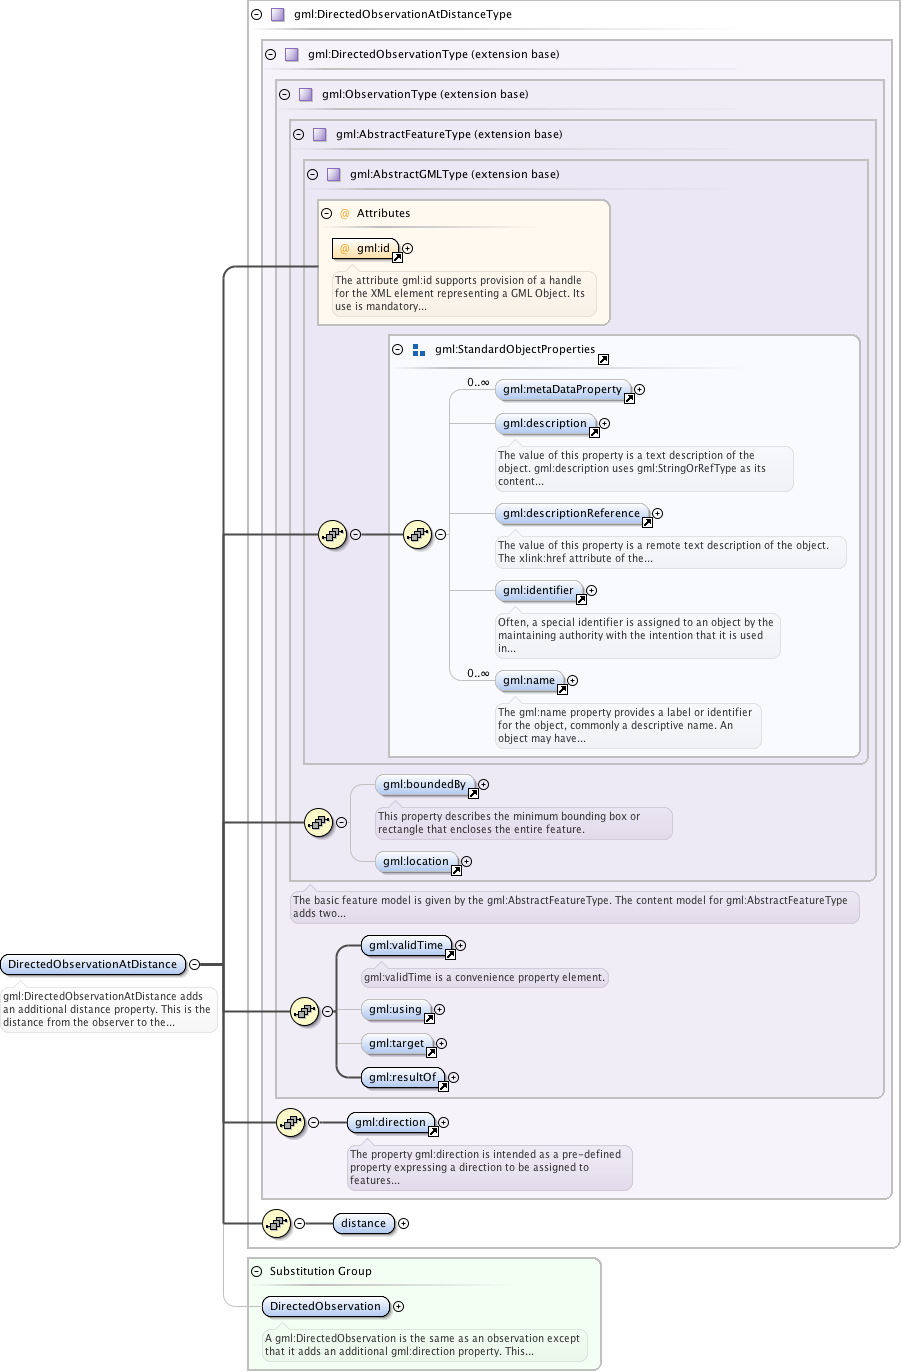 gml:DirectedObservationAtDistanceType
gml:DirectedObservationType (extension base)
gml:ObservationType (extension base)
gml:AbstractFeatureType (extension base)
gml:AbstractGMLType (extension base)
@ Attributes
@ gml:id
The attribute gml:id supports provision of a handle
for the XML element representing a GML Object. Its
use is mandatory...
gml:StandardObjectProperties
0..∞
gml:metaDataProperty
gml:description
The value of this property is a text description of the
object. gml:description uses gml:StringOrRefType as its
content...
gml:descriptionReference
The value of this property is a remote text description of the object.
The xlink:href attribute of the...
gml:identifier
Often, a special identifier is assigned to an object by the
maintaining authority with the intention that it is used
in...
0..∞
gml:name
The gml:name property provides a label or identifier
for the object, commonly a descriptive name. An
object may have...
gml:boundedBy
This property describes the minimum bounding box or
rectangle that encloses the entire feature.
gml:location
The basic feature model is given by the gml:AbstractFeatureType. The content model for gml:AbstractFeatureType
adds two...
gml:validTime
gml:validTime is a convenience property element.
gml:using
gml:target
gml:resultOf
DirectedObservationAtDistance
gml:DirectedObservationAtDistance adds
an additional distance property. This is the
distance from the observer to the...
gml:direction
The property gml:direction is intended as a pre-defined
property expressing a direction to be assigned to
features...
distance
Substitution Group
DirectedObservation
A gml:DirectedObservation is the same as an observation except
that it adds an additional gml:direction property. This...